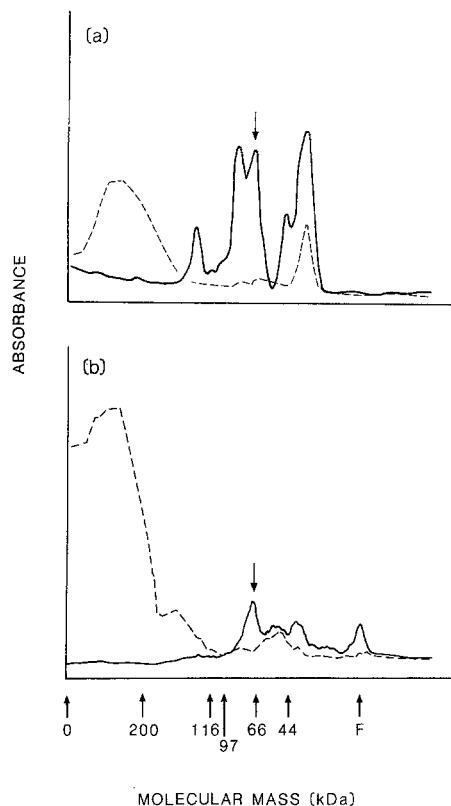 (a)
ABSORBANCE
(b)
0 200 116 97 66 44 F
MOLECULAR MASS (kDa)